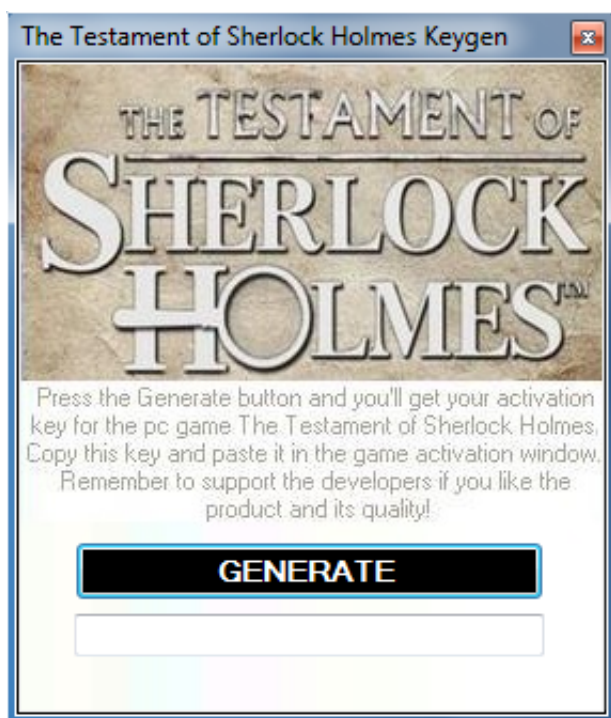 The Testament of Sherlock Holmes Keygen
THE TESTAMENT OF
SHERLOCK
HOLMES™
Press the Generate button and you'll get your activation
key for the pc game The Testament of Sherlock Holmes.
Copy this key and paste it in the game activation window.
Remember to support the developers if you like the
product and its quality!
GENERATE